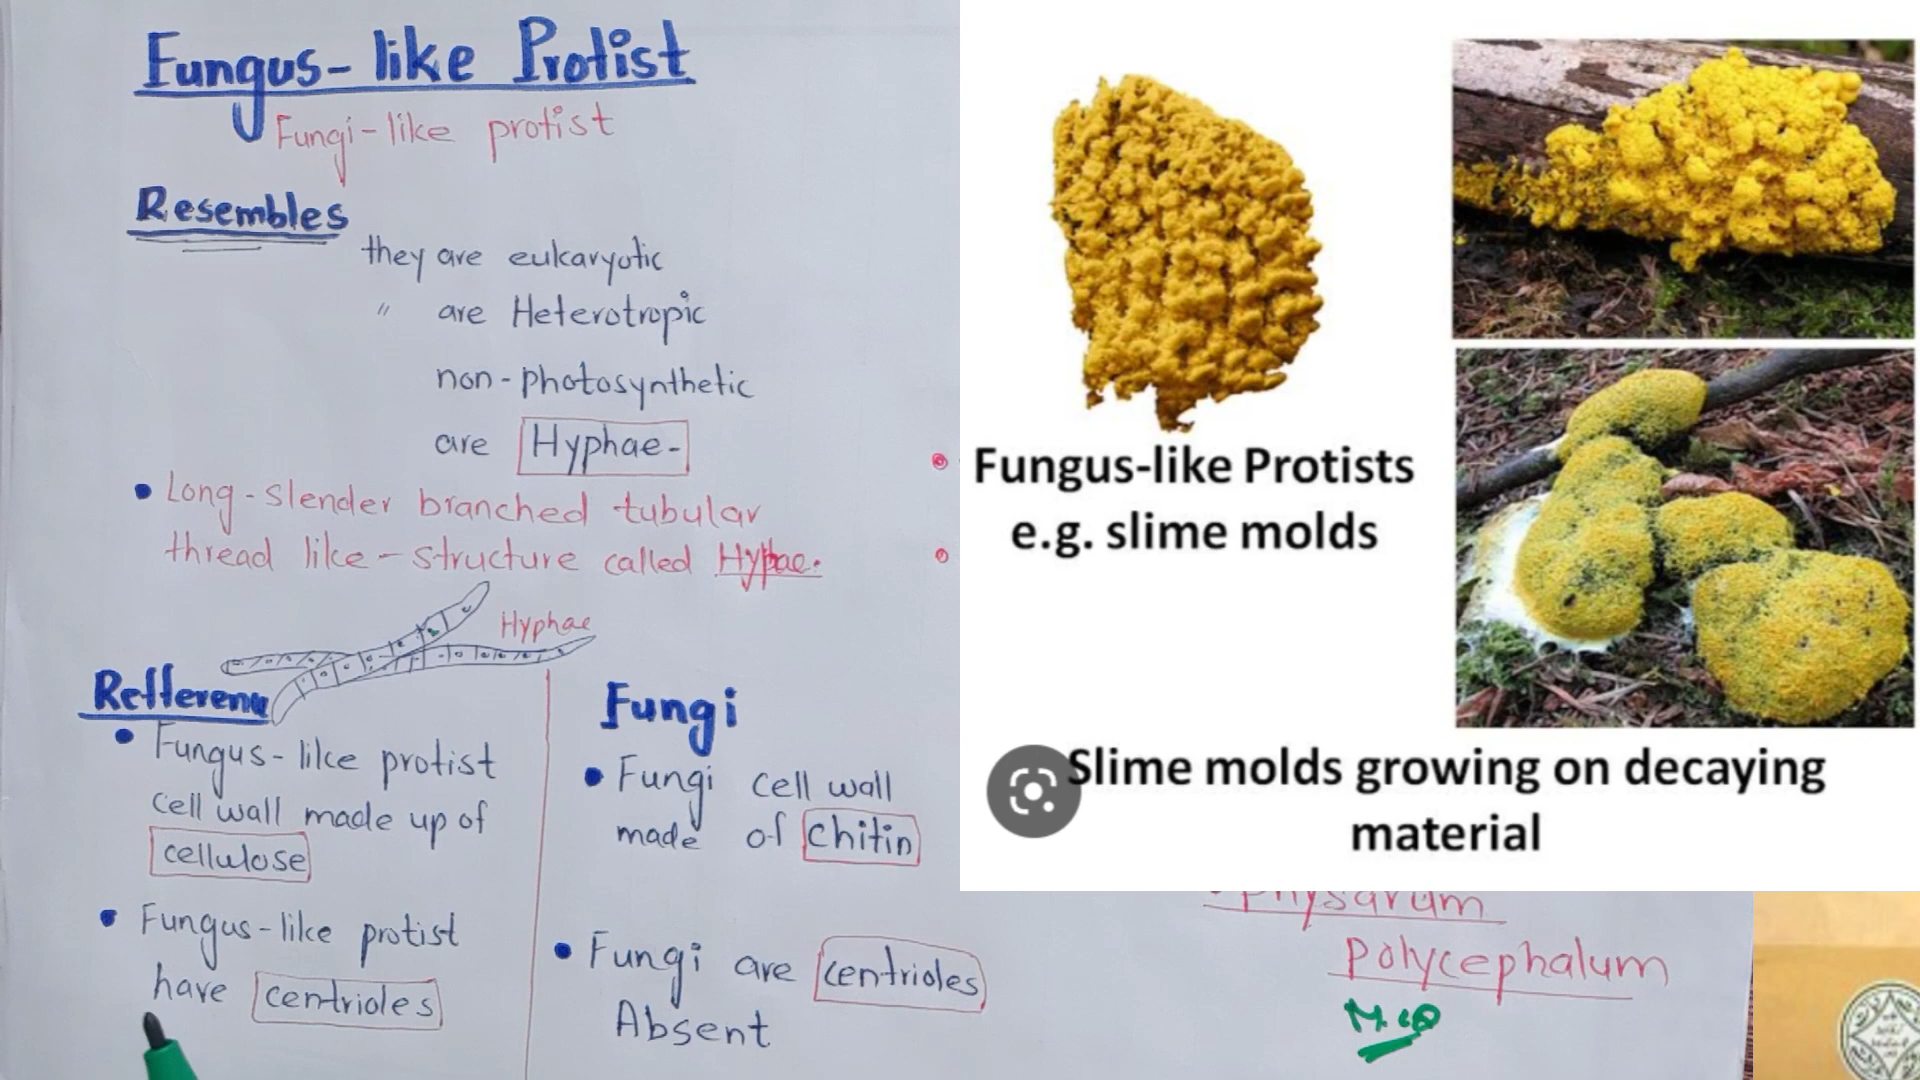 Fungus-like Protist
Fungi-like protist
Resembles
they are eukaryotic
" are Heterotropic
non-photosynthetic
are Hyphae-
• Long-slender branched tubular
thread like-structure called Hyphae.
Hyphae
• Fungus-like protist
cell wall made up of
cellulose
• Fungus-like protist
have centrioles
Fungi
• Fungi cell wall
made of chitin
• Fungi are centrioles
Absent
Fungus-like Protists
e.g. slime molds
Slime molds growing on decaying
material
• Physarum
polycephalum
M.CQ